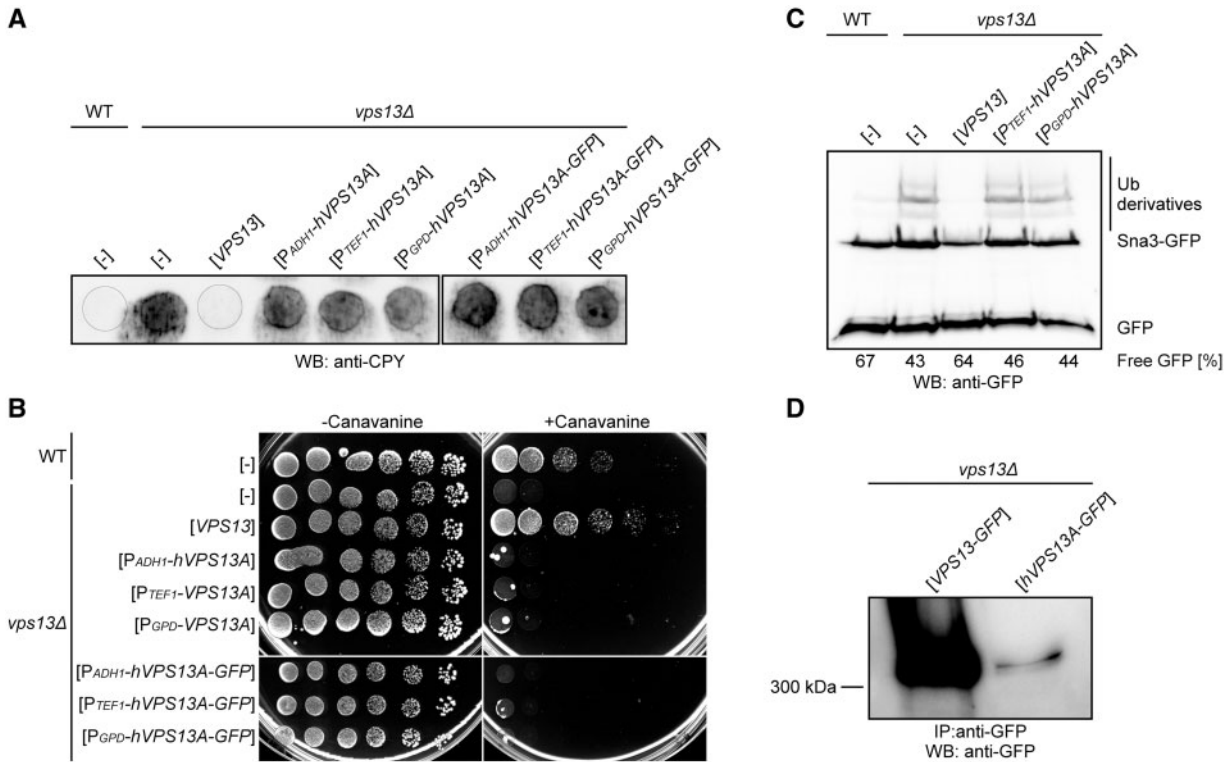 A
WT
vps13Δ
[-]
[-]
[VPS13]
[PADH1-hVPS13A]
[PTEF1-hVPS13A]
[PGPD-hVPS13A]
[PADH1-hVPS13A-GFP]
[PTEF1-hVPS13A-GFP]
[PGPD-hVPS13A-GFP]
WB: anti-CPY
B
-Canavanine
+Canavanine
WT
[-]
vps13Δ
[-]
[VPS13]
[PADH1-hVPS13A]
[PTEF1-VPS13A]
[PGPD-VPS13A]
[PADH1-hVPS13A-GFP]
[PTEF1-hVPS13A-GFP]
[PGPD-hVPS13A-GFP]
C
WT
vps13Δ
[-]
[-]
[VPS13]
[PTEF1-hVPS13A]
[PGPD-hVPS13A]
Ub
derivatives
Sna3-GFP
GFP
67 43 64 46 44 Free GFP [%]
WB: anti-GFP
D
vps13Δ
[VPS13-GFP]
[hVPS13A-GFP]
300 kDa
IP:anti-GFP
WB: anti-GFP